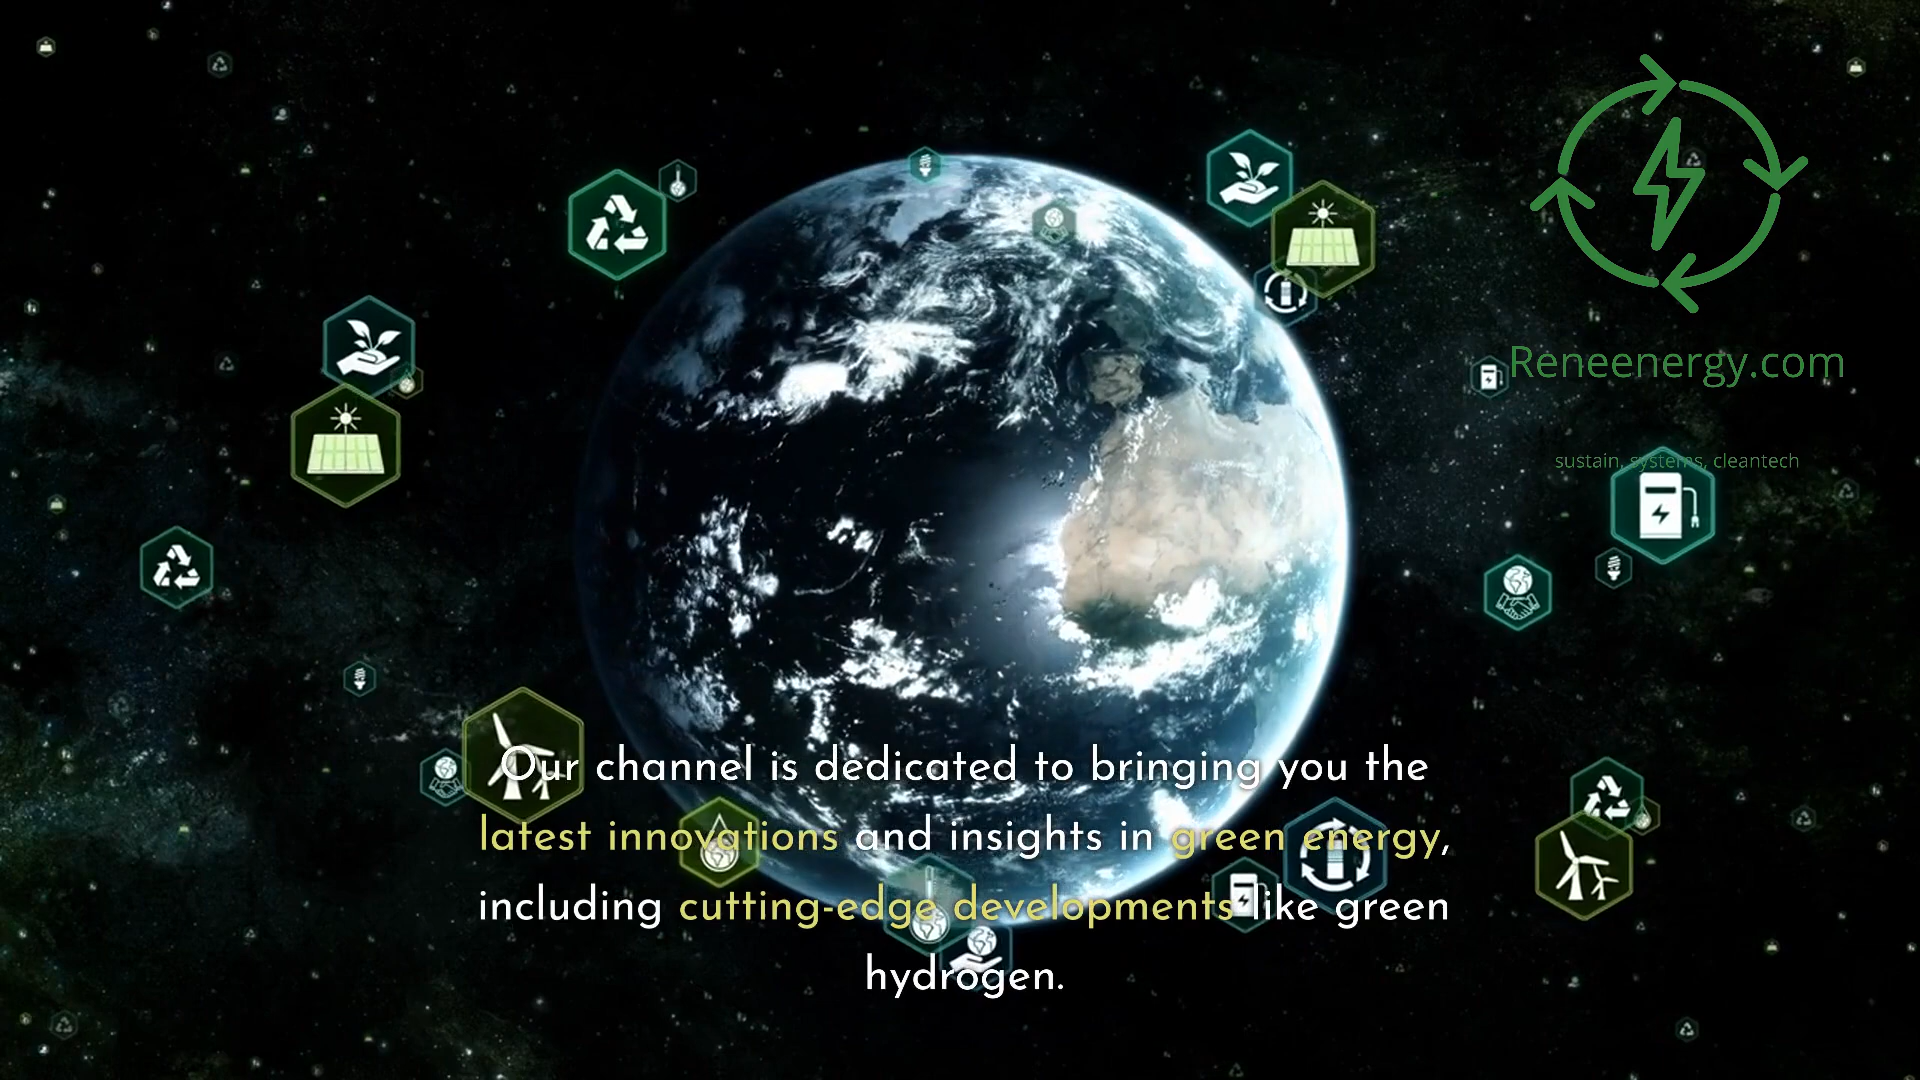 Reneenergy.com
sustain, systems, cleantech
Our channel is dedicated to bringing you the
latest innovations and insights in green energy,
including cutting-edge developments like green
hydrogen.